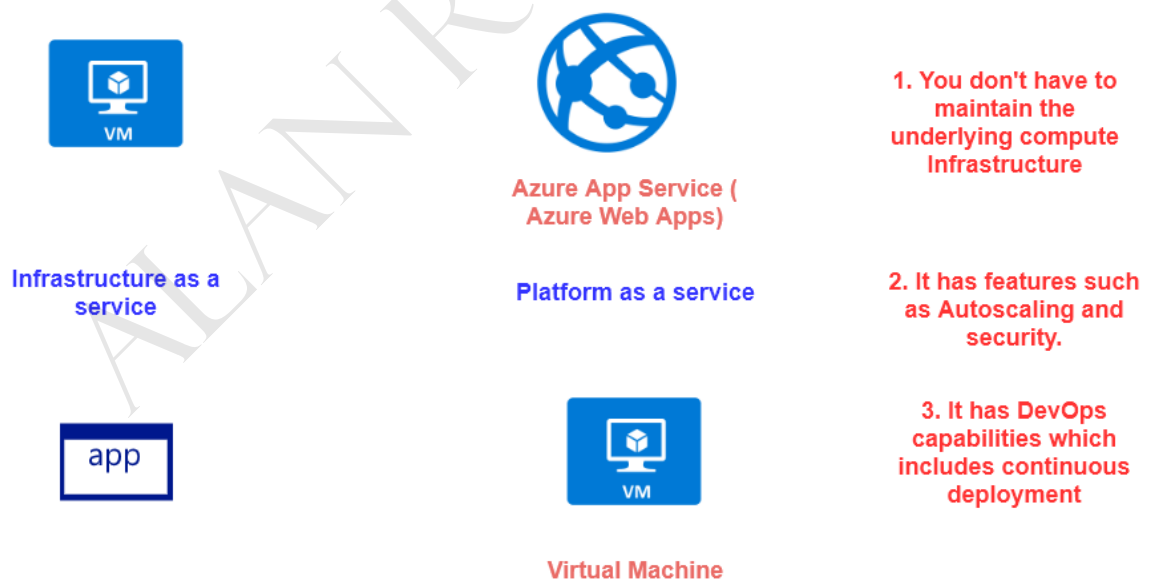 VM
Infrastructure as a
service
app
Azure App Service (
Azure Web Apps)
Platform as a service
VM
Virtual Machine
1. You don't have to
maintain the
underlying compute
Infrastructure
2. It has features such
as Autoscaling and
security.
3. It has DevOps
capabilities which
includes continuous
deployment
ALAN R